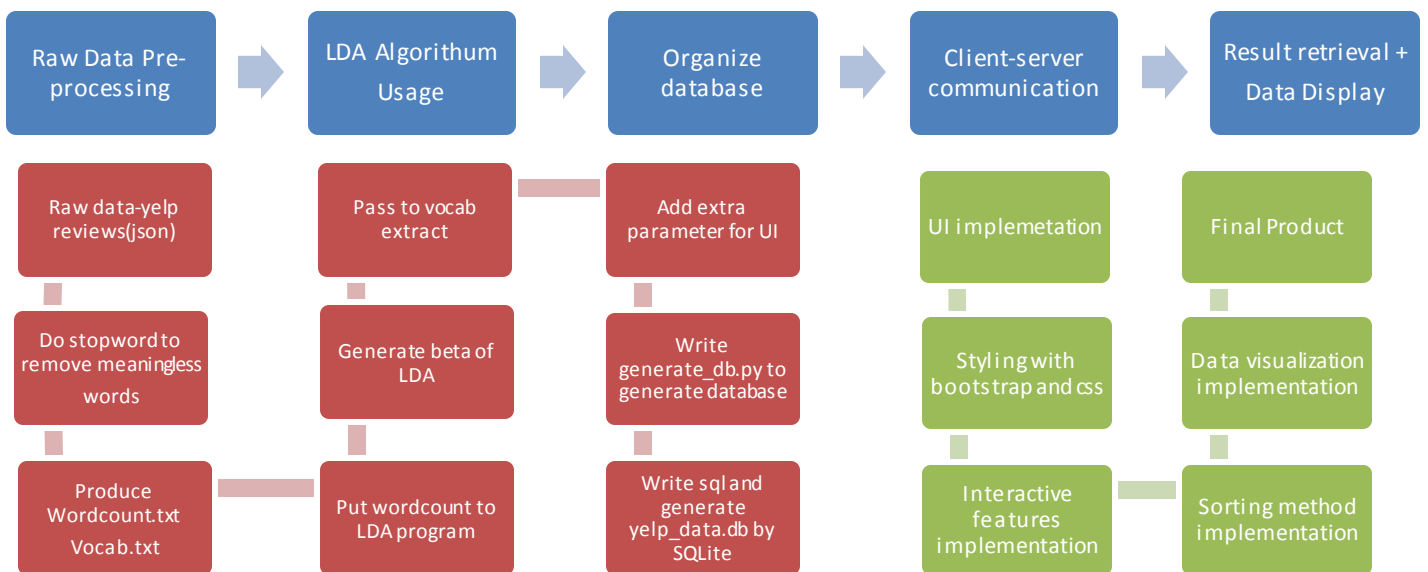 Raw Data Pre-
processing
LDA Algorithum
Usage
Organize
database
Client-server
communication
Result retrieval +
Data Display
Raw data-yelp
reviews(json)
Do stopword to
remove meaningless
words
Produce
Wordcount.txt
Vocab.txt
Pass to vocab
extract
Generate beta of
LDA
Put wordcount to
LDA program
Add extra
parameter for UI
Write
generate_db.py to
generate database
Write sql and
generate
yelp_data.db by
SQLite
UI implemetation
Styling with
bootstrap and css
Interactive
features
implementation
Final Product
Data visualization
implementation
Sorting method
implementation